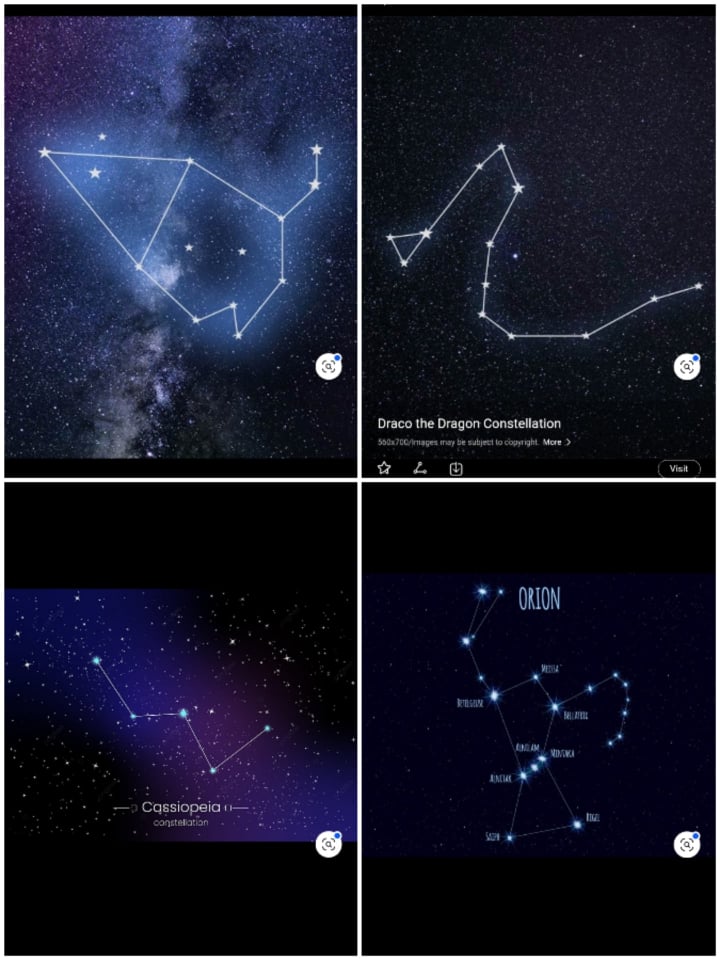 Draco the Dragon Constellation
560x700/Images may be subject to copyright. More >
Visit
Cassiopeia
constellation
ORION
MEISSA
BETELGEUSE
BELLATRIX
ALNILAM
MINTAKA
ALNITAK
RIGEL
SAIPH